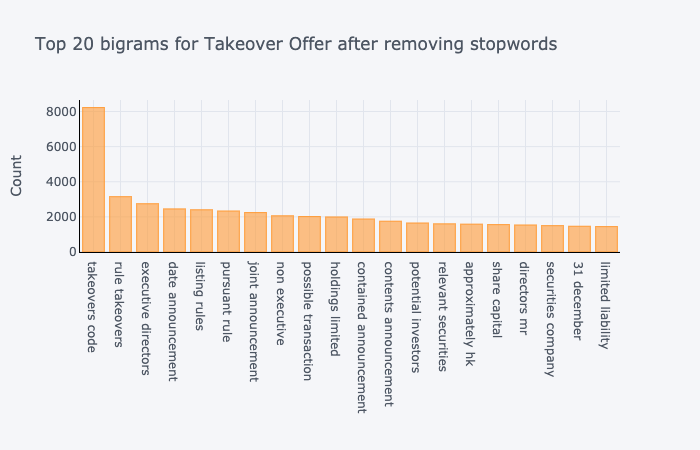 Top 20 bigrams for Takeover Offer after removing stopwords
Count
8000
6000
4000
2000
0
takeovers code
rule takeovers
executive directors
date announcement
listing rules
pursuant rule
joint announcement
non executive
possible transaction
holdings limited
contained announcement
contents announcement
potential investors
relevant securities
approximately hk
share capital
directors mr
securities company
31 december
limited liability